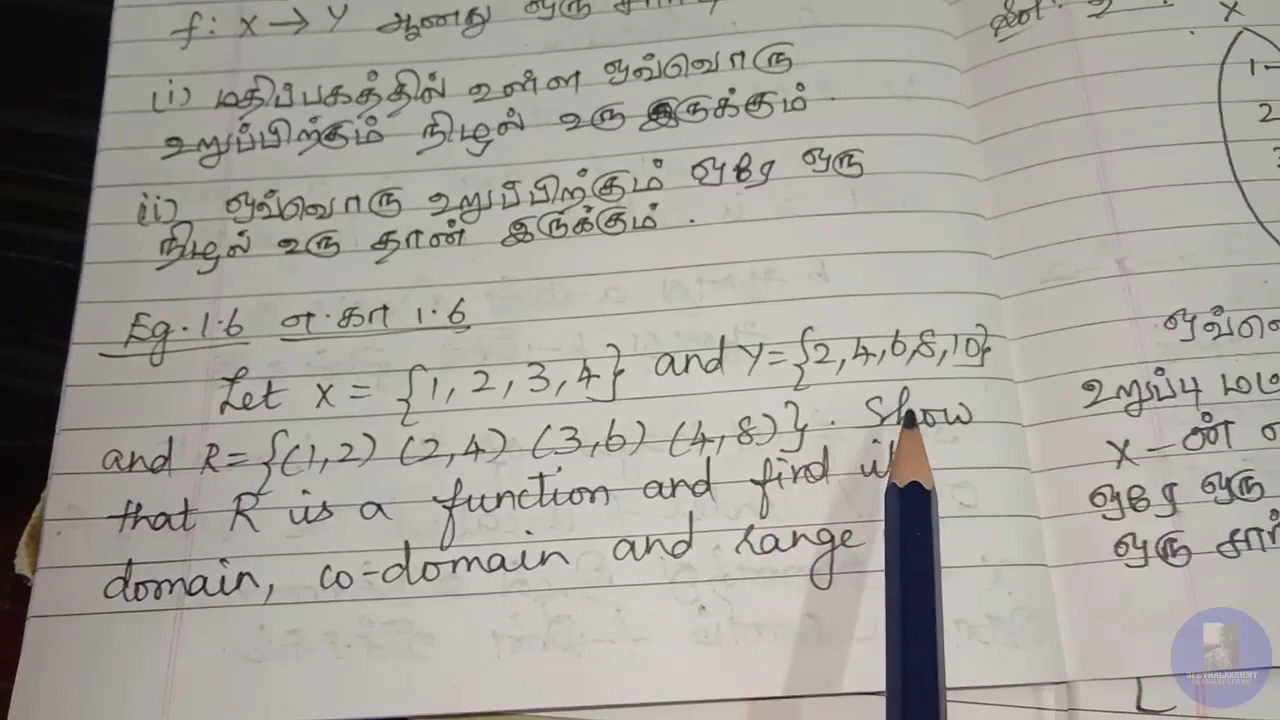 f: X → Y ஆனது ஒரு
(i) மதிப்பகத்தில் உள்ள ஒவ்வொரு
உறுப்பிற்கும் நிழல் உரு இருக்கும்.
(ii) ஒவ்வொரு உறுப்பிற்கும் ஒரே ஒரு
நிழல் உரு தான் இருக்கும்.
Eg. 1.6 எ.கா 1.6
Let X = {1, 2, 3, 4} and Y = {2, 4, 6, 8, 10}
and R = {(1,2) (2,4) (3,6) (4,8)}. Show
that R is a function and find
domain, co-domain and range
X
1
2
உறுப்பு
X - ன்
ஒரே ஒரு
ஒரு